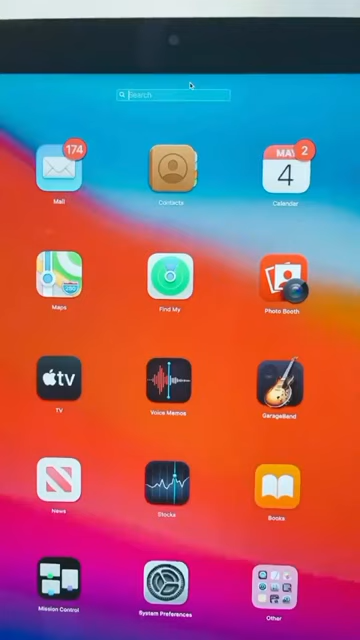 Search
174
Mail
Contacts
MAY
2
4
Calendar
Maps
280
Find My
Photo Booth
tv
TV
Voice Memos
GarageBand
News
Stocks
Books
Mission Control
System Preferences
Other